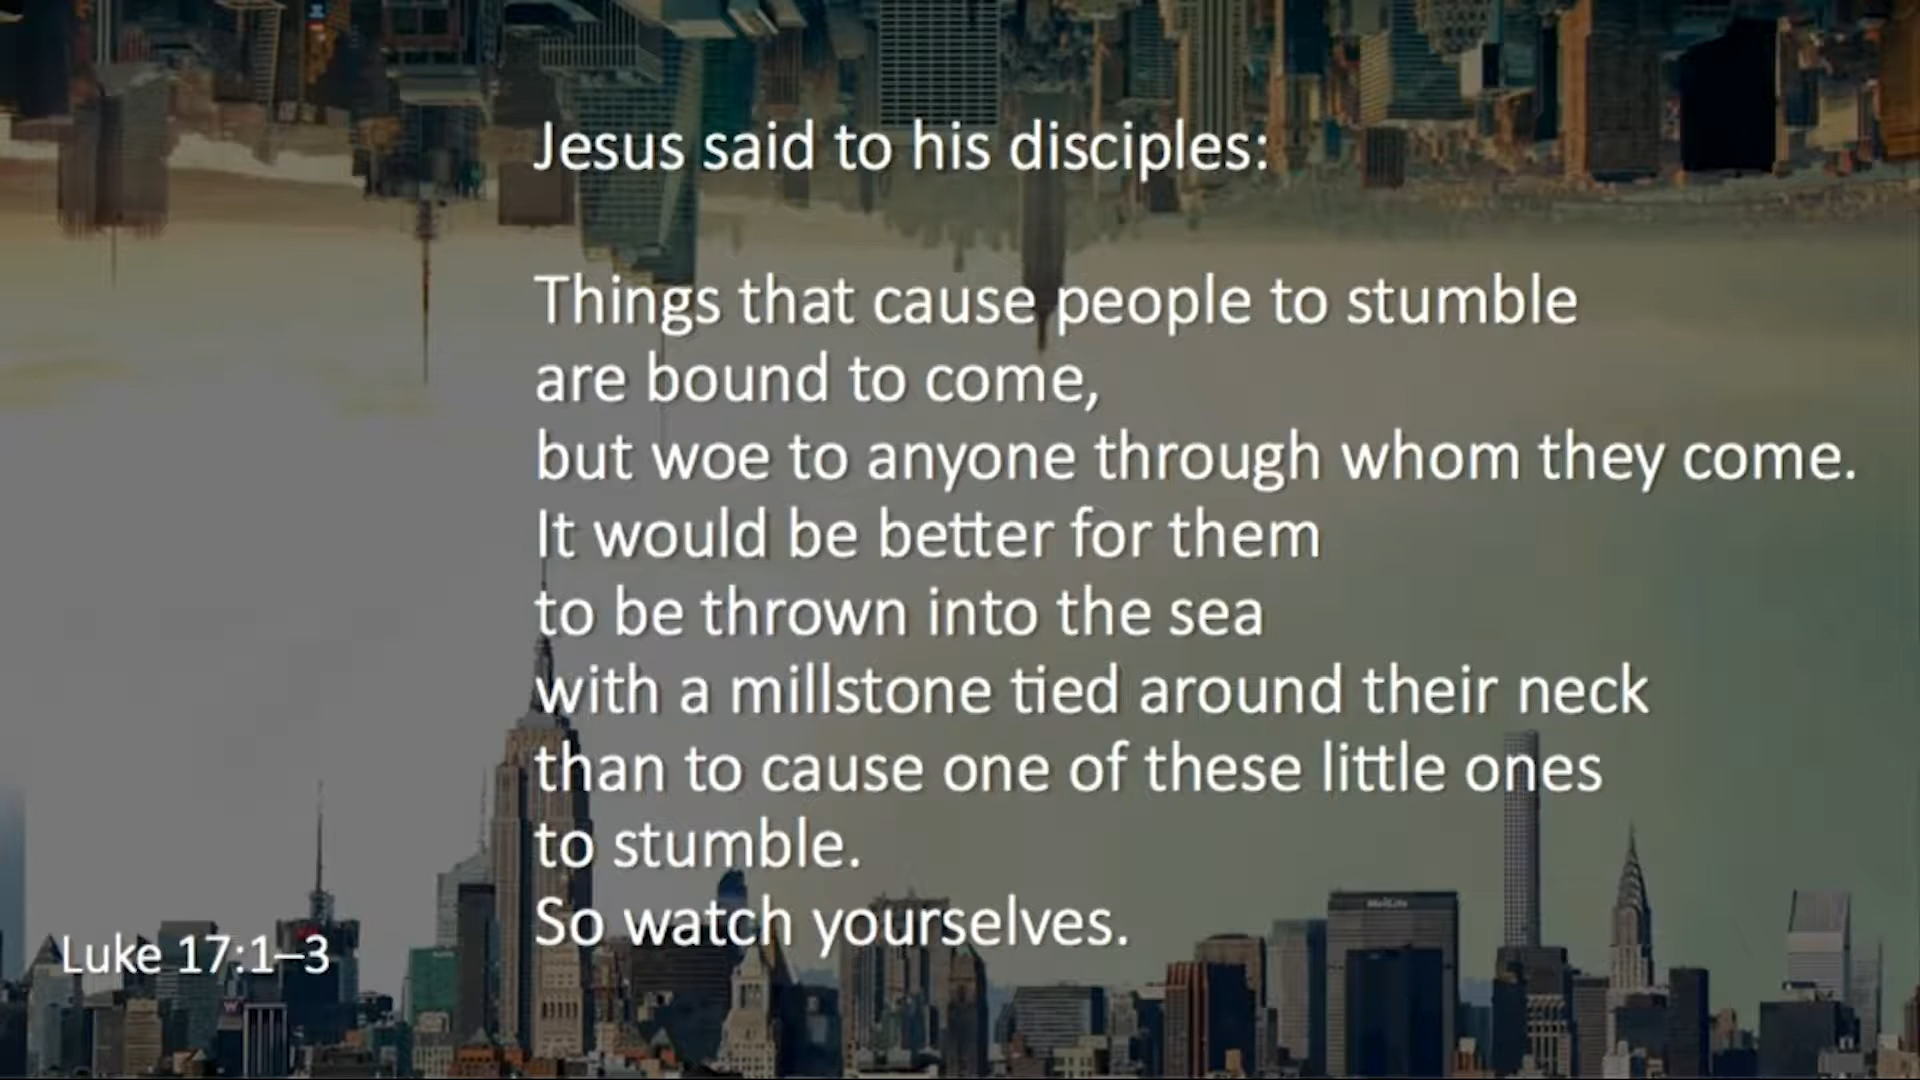 Jesus said to his disciples:
Things that cause people to stumble
are bound to come,
but woe to anyone through whom they come.
It would be better for them
to be thrown into the sea
with a millstone tied around their neck
than to cause one of these little ones
to stumble.
So watch yourselves.
Luke 17:1–3
MetLife